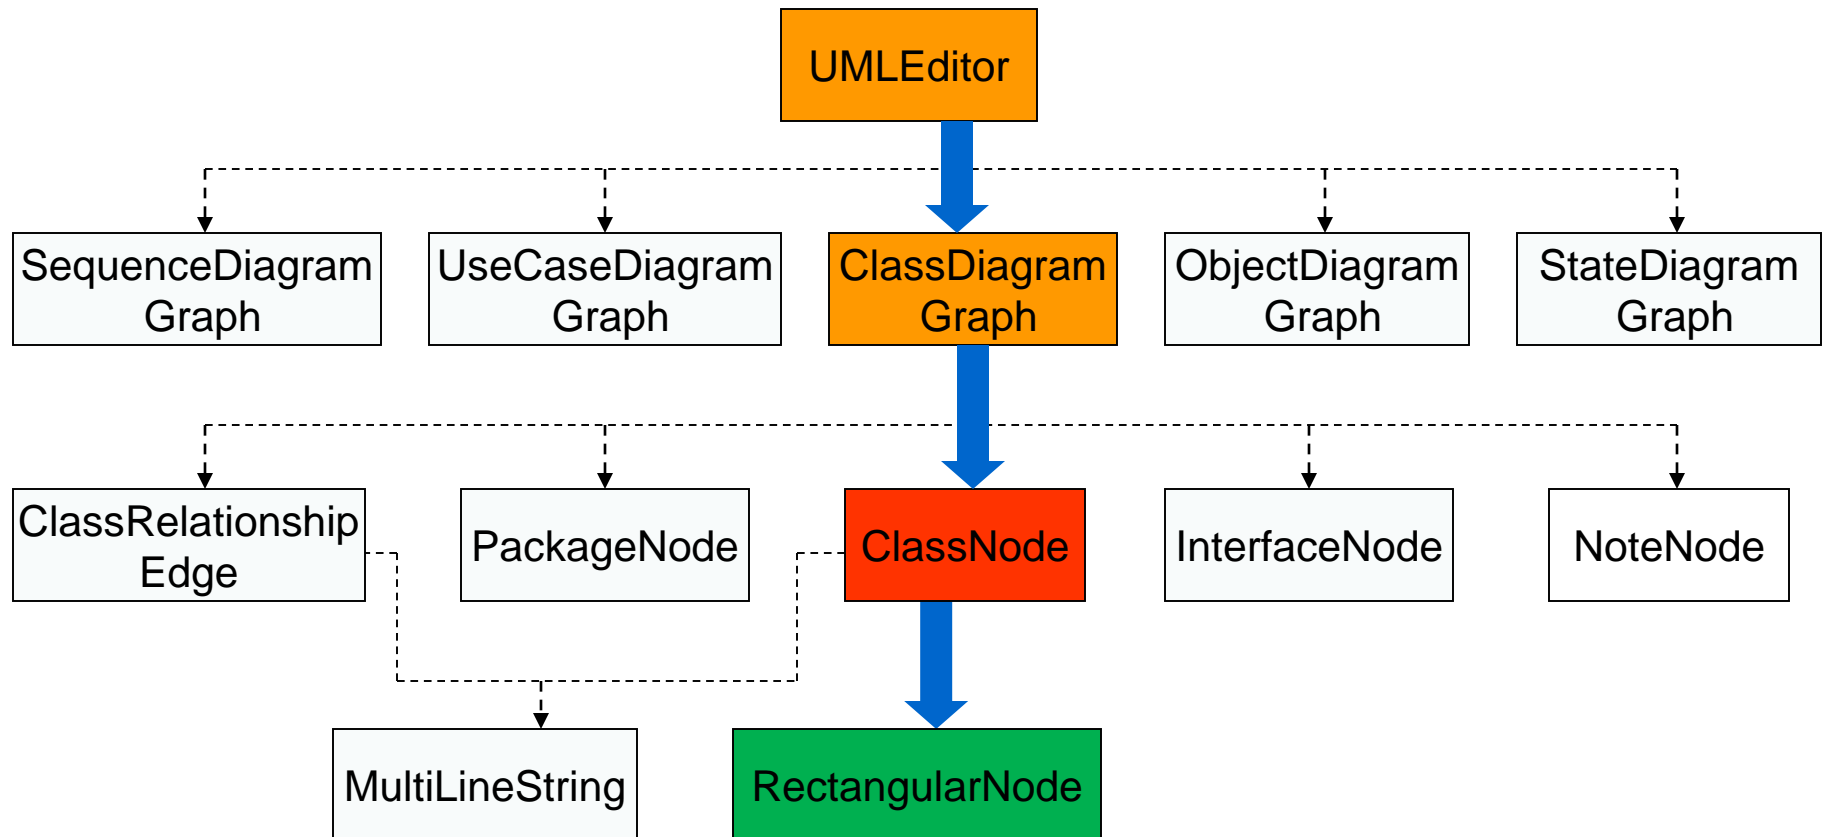 UMLEditor
SequenceDiagram
Graph
UseCaseDiagram
Graph
ClassDiagram
Graph
ObjectDiagram
Graph
StateDiagram
Graph
ClassRelationship
Edge
PackageNode
ClassNode
InterfaceNode
NoteNode
MultiLineString
RectangularNode